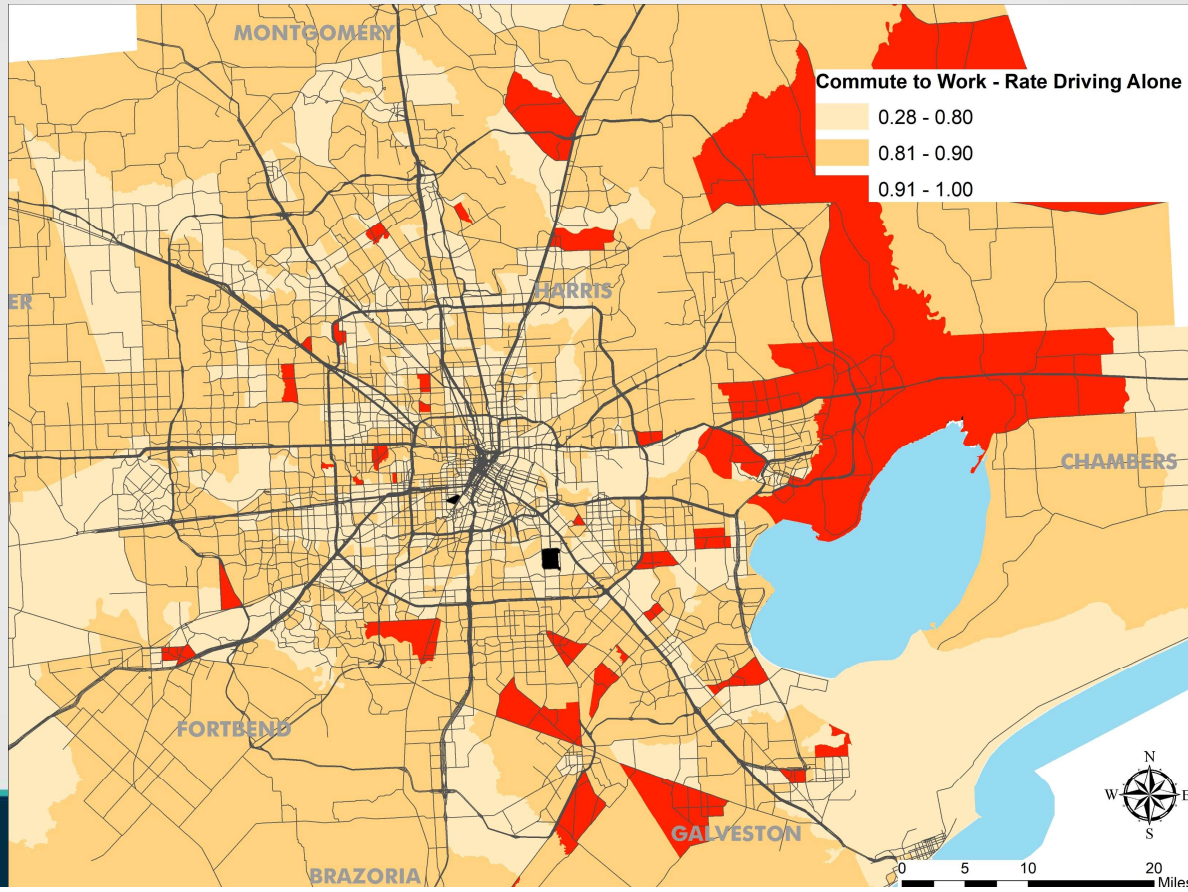 MONTGOMERY
Commute to Work - Rate Driving Alone
0.28 - 0.80
0.81 - 0.90
0.91 - 1.00
HARRIS
ER
CHAMBERS
FORTBEND
GALVESTON
BRAZORIA
N
W E
S
0 5 10 20
Miles